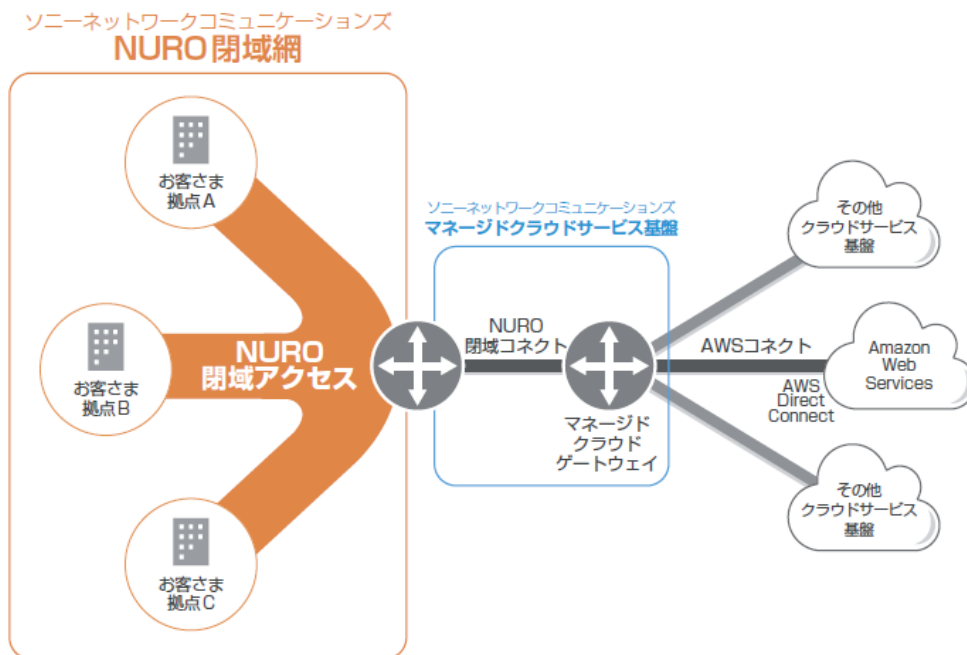 ソニーネットワークコミュニケーションズ
NURO 閉域網
お客さま
拠点A
お客さま
拠点B
お客さま
拠点C
NURO
閉域アクセス
ソニーネットワークコミュニケーションズ
マネージドクラウドサービス基盤
NURO
閉域コネクト
マネージド
クラウド
ゲートウェイ
AWSコネクト
AWS
Direct
Connect
その他
クラウドサービス
基盤
Amazon
Web
Services
その他
クラウドサービス
基盤